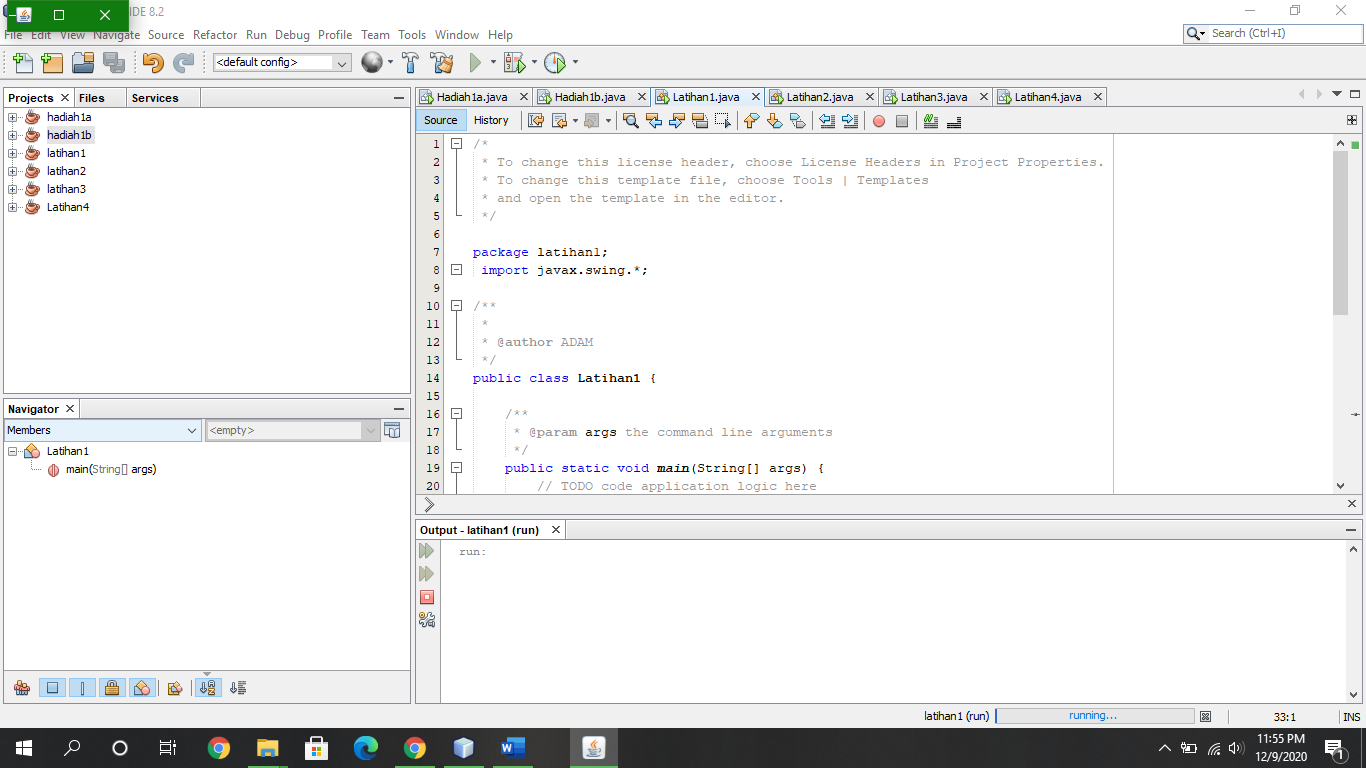 IDE 8.2
File Edit View Navigate Source Refactor Run Debug Profile Team Tools Window Help
Search (Ctrl+I)
<default config>
Projects Files Services
hadiah1a
hadiah1b
latihan1
latihan2
latihan3
Latihan4
Navigator
Members
<empty>
Latihan1
main(String[] args)
Hadiah1a.java Hadiah1b.java Latihan1.java Latihan2.java Latihan3.java Latihan4.java
Source History
1 /*
2 * To change this license header, choose License Headers in Project Properties.
3 * To change this template file, choose Tools | Templates
4 * and open the template in the editor.
5 */
6
7 package latihan1;
8 import javax.swing.*;
9
10 /**
11 *
12 * @author ADAM
13 */
14 public class Latihan1 {
15
16 /**
17 * @param args the command line arguments
18 */
19 public static void main(String[] args) {
20 // TODO code application logic here
Output - latihan1 (run)
run:
latihan1 (run) running... 33:1 INS
11:55 PM
12/9/2020
1